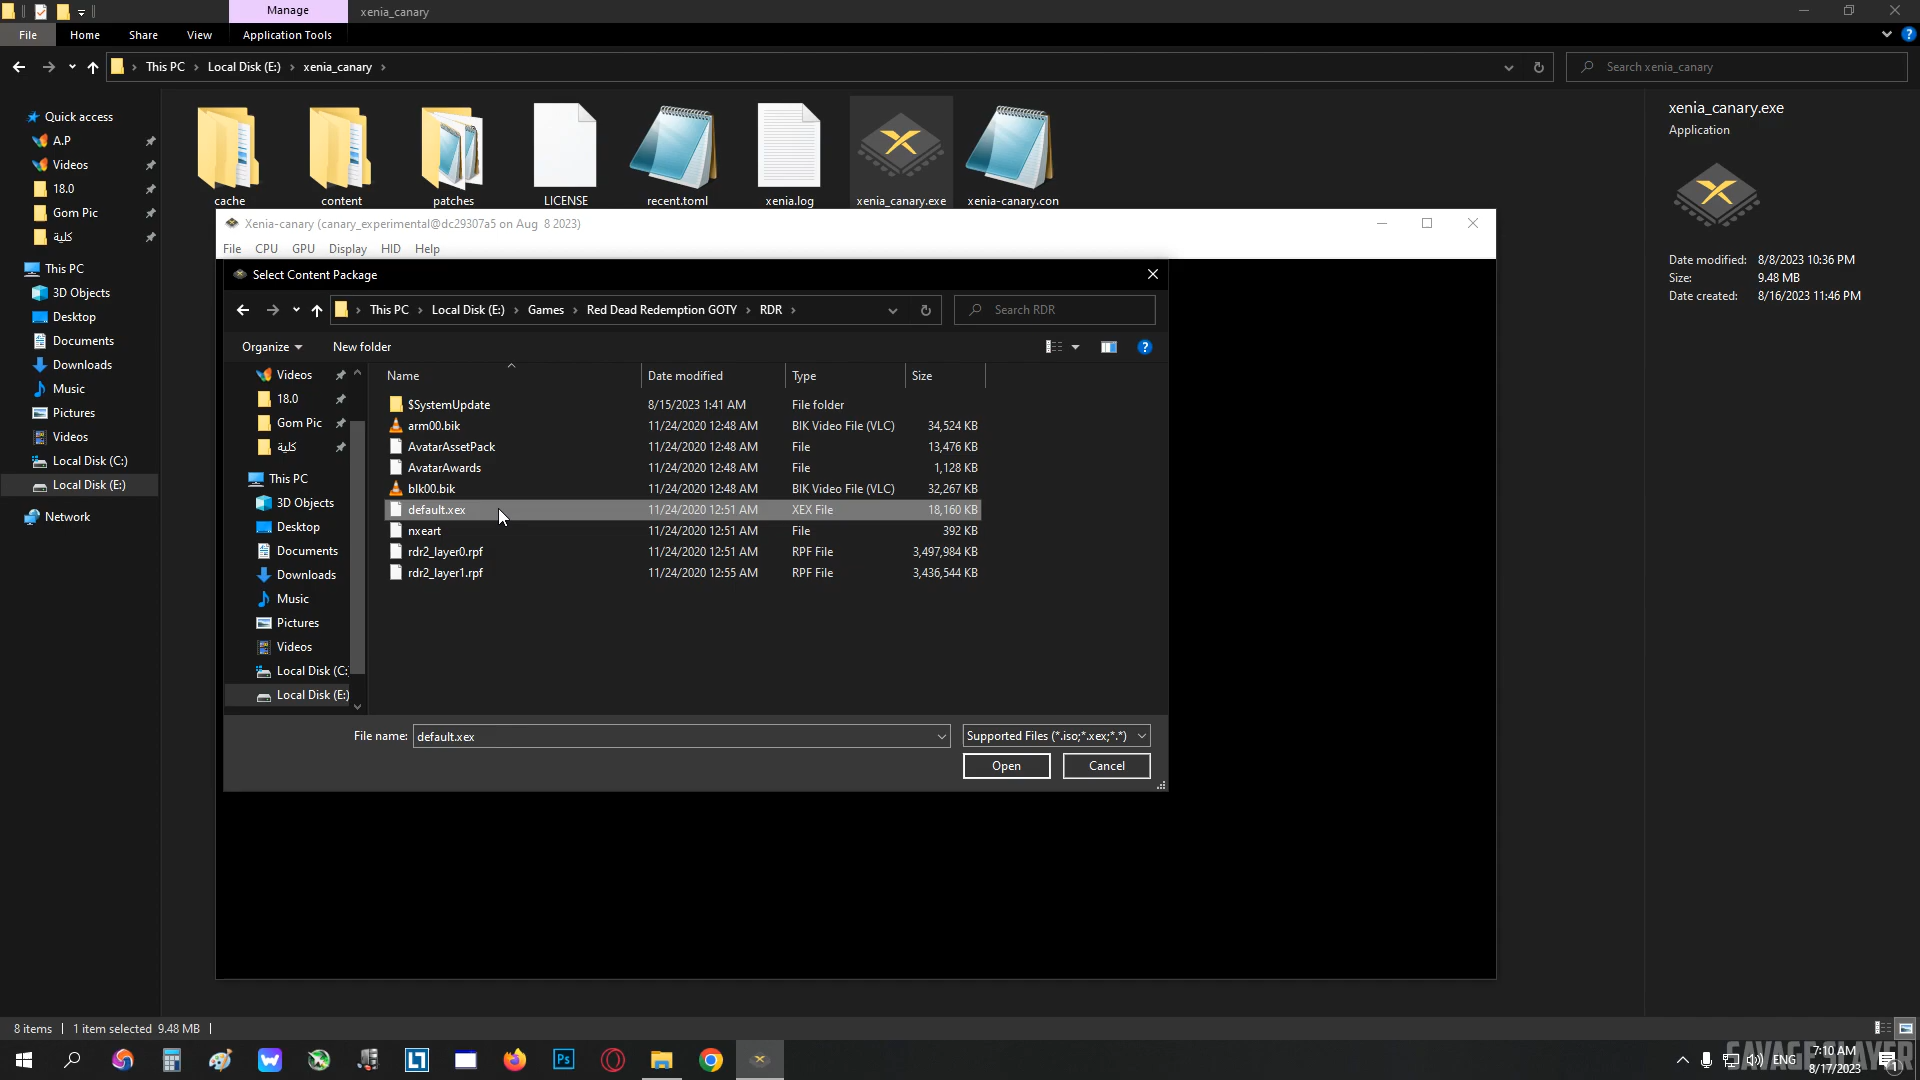 Manage
xenia_canary
File
Home
Share
View
Application Tools
This PC
Local Disk (E:)
xenia_canary
Search xenia_canary
Quick access
A.P
Videos
18.0
Gom Pic
كلية
This PC
3D Objects
Desktop
Documents
Downloads
Music
Pictures
Videos
Local Disk (C:)
Local Disk (E:)
Network
cache
content
patches
LICENSE
recent.toml
xenia.log
xenia_canary.exe
xenia-canary.con
xenia_canary.exe
Application
Date modified: 8/8/2023 10:36 PM
Size: 9.48 MB
Date created: 8/16/2023 11:46 PM
Xenia-canary (canary_experimental@dc29307a5 on Aug 8 2023)
File CPU GPU Display HID Help
Select Content Package
This PC
Local Disk (E:)
Games
Red Dead Redemption GOTY
RDR
Search RDR
Organize
New folder
Videos
18.0
Gom Pic
كلية
This PC
3D Objects
Desktop
Documents
Downloads
Music
Pictures
Videos
Local Disk (C:
Local Disk (E:)
Name Date modified Type Size
$SystemUpdate 8/15/2023 1:41 AM File folder
arm00.bik 11/24/2020 12:48 AM BIK Video File (VLC) 34,524 KB
AvatarAssetPack 11/24/2020 12:48 AM File 13,476 KB
AvatarAwards 11/24/2020 12:48 AM File 1,128 KB
blk00.bik 11/24/2020 12:48 AM BIK Video File (VLC) 32,267 KB
default.xex 11/24/2020 12:51 AM XEX File 18,160 KB
nxeart 11/24/2020 12:51 AM File 392 KB
rdr2_layer0.rpf 11/24/2020 12:51 AM RPF File 3,497,984 KB
rdr2_layer1.rpf 11/24/2020 12:55 AM RPF File 3,436,544 KB
File name: default.xex
Supported Files (*.iso;*.xex;*.*)
Open
Cancel
8 items 1 item selected 9.48 MB
Ps
ENG
7:10 AM
8/17/2023
1
SAVAGE SLAYER